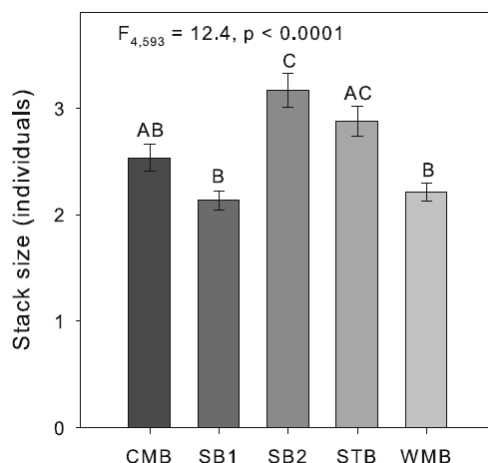 F4,593 = 12.4, p < 0.0001
C
AC
AB
B
B
3
2
1
0
Stack size (individuals)
CMB SB1 SB2 STB WMB